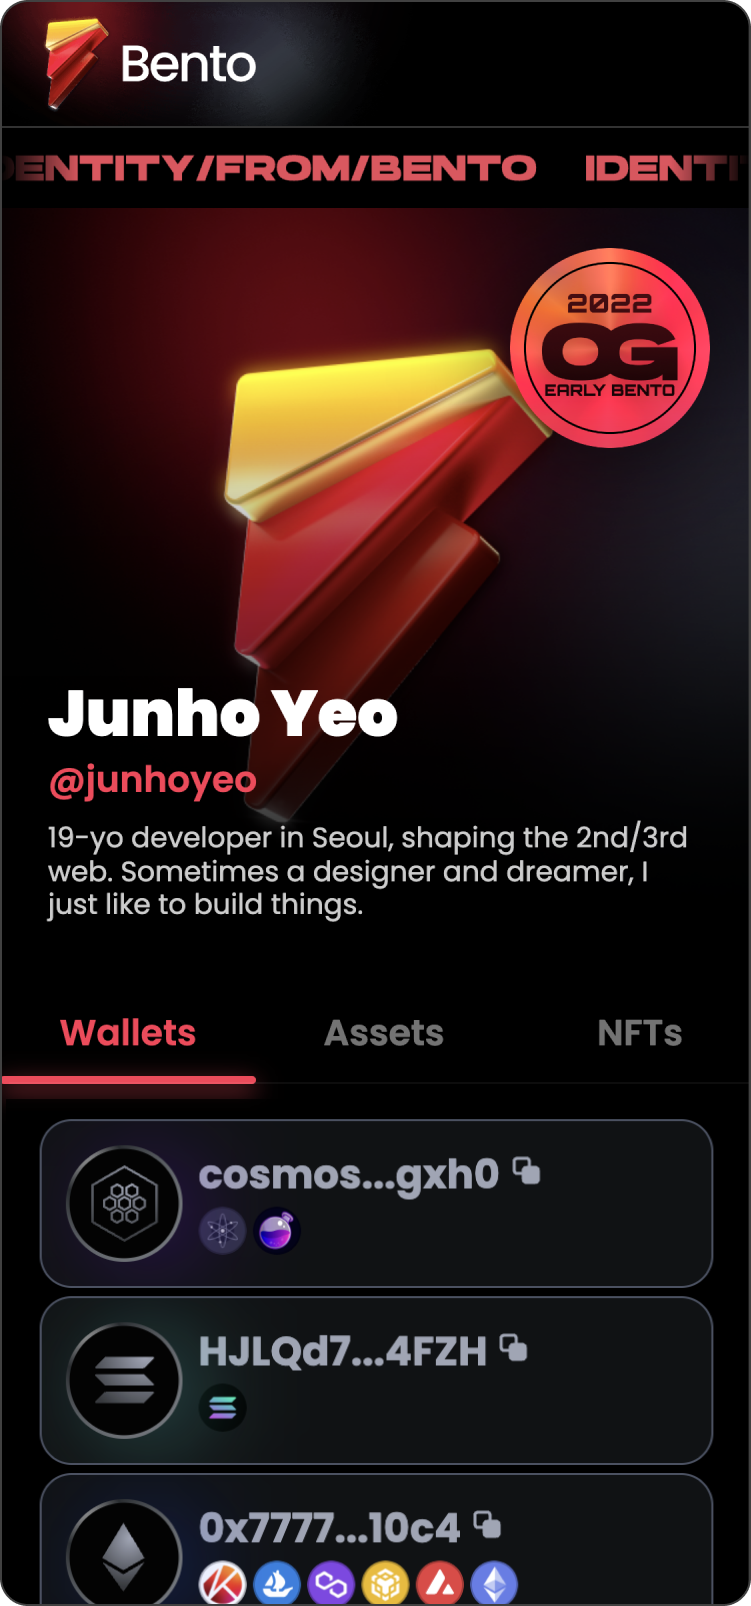 Bento
DENTITY/FROM/BENTO IDENTI
2022
OG
EARLY BENTO
Junho Yeo
@junhoyeo
19-yo developer in Seoul, shaping the 2nd/3rd
web. Sometimes a designer and dreamer, I
just like to build things.
Wallets Assets NFTs
cosmos...gxh0
HJLQd7...4FZH
0x7777...10c4